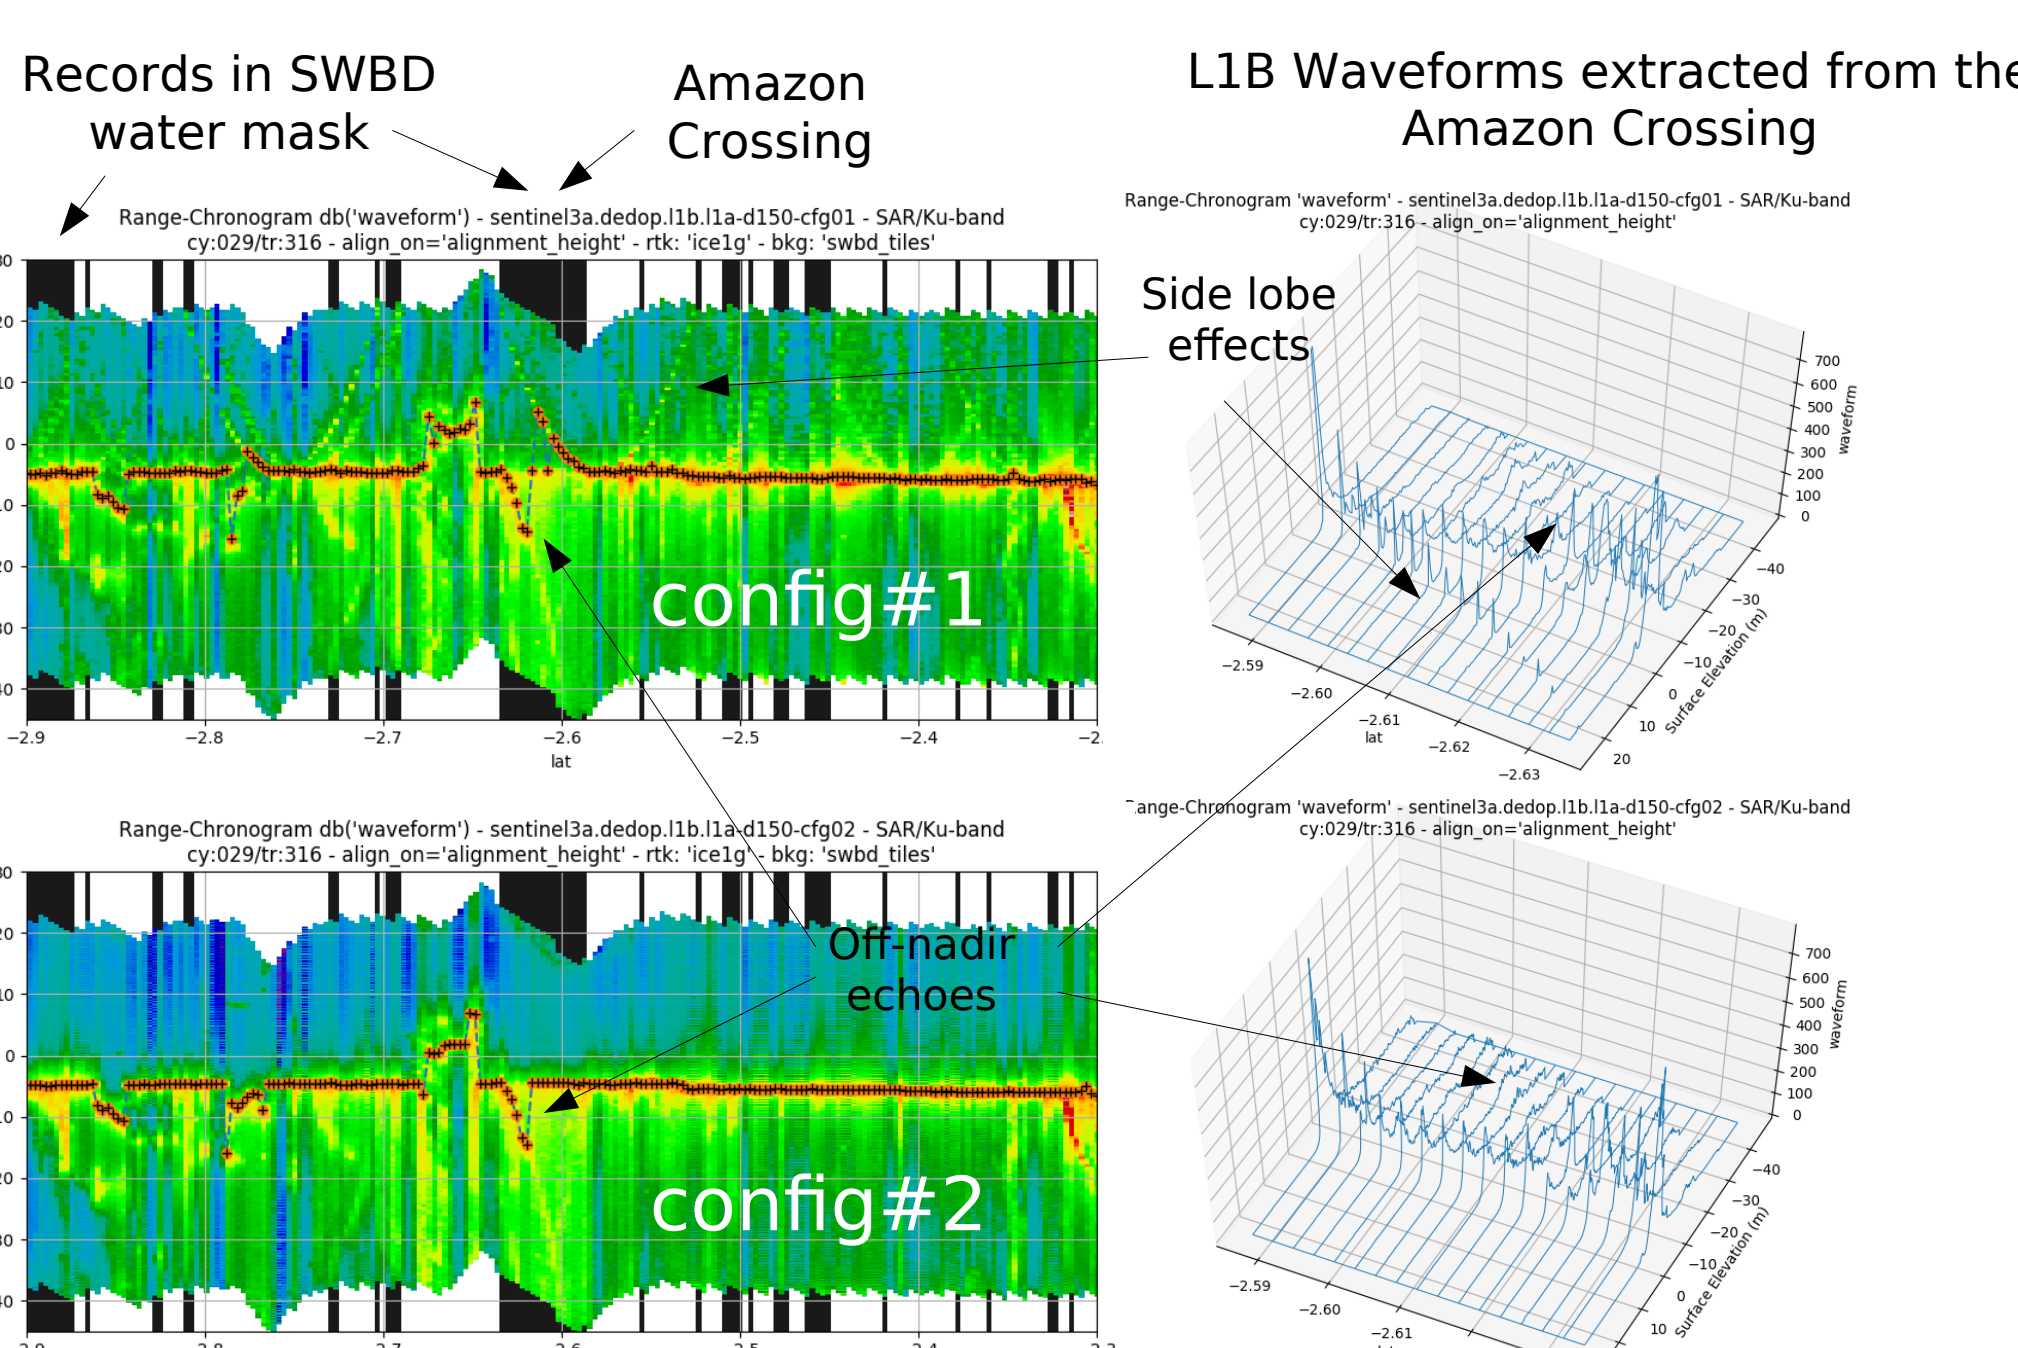 Records in SWBD
water mask
Amazon
Crossing
L1B Waveforms extracted from the
Amazon Crossing
Range-Chronogram db('waveform') - sentinel3a.dedop.l1b.l1a-d150-cfg01 - SAR/Ku-band
cy:029/tr:316 - align_on='alignment_height' - rtk: 'ice1g' - bkg: 'swbd_tiles'
20
10
0
−2.9
−2.8
−2.7
−2.6
−2.5
−2.4
lat
config#1
Side lobe
effects
Range-Chronogram 'waveform' - sentinel3a.dedop.l1b.l1a-d150-cfg01 - SAR/Ku-band
cy:029/tr:316 - align_on='alignment_height'
700
600
500
400
300
200
100
0
waveform
−40
−30
−20
−10
0
10
20
Surface Elevation (m)
−2.59
−2.60
−2.61
−2.62
−2.63
lat
Range-Chronogram db('waveform') - sentinel3a.dedop.l1b.l1a-d150-cfg02 - SAR/Ku-band
cy:029/tr:316 - align_on='alignment_height' - rtk: 'ice1g' - bkg: 'swbd_tiles'
20
10
0
config#2
Off-nadir
echoes
Range-Chronogram 'waveform' - sentinel3a.dedop.l1b.l1a-d150-cfg02 - SAR/Ku-band
cy:029/tr:316 - align_on='alignment_height'
700
600
500
400
300
200
100
0
waveform
−40
−30
−20
−10
0
10
Surface Elevation (m)
−2.59
−2.60
−2.61